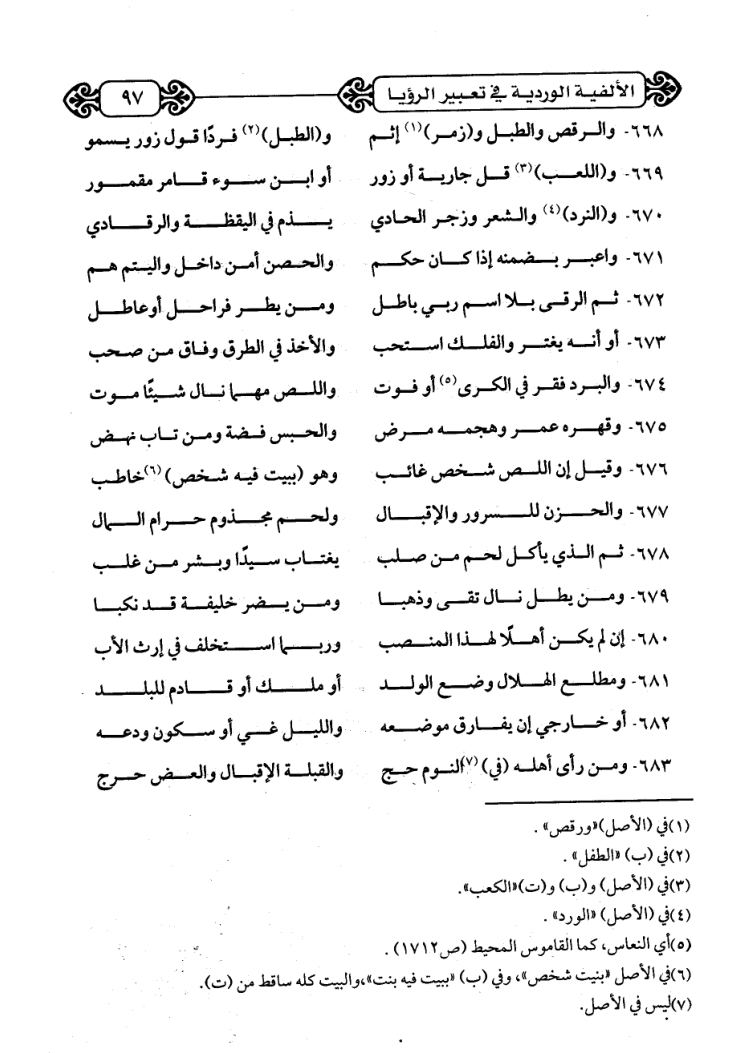 الألفية الوردية في تعبير الرؤيا ٩٧
٦٦٨- والرقص والطبل و(زمر)(١) إثم و(الطبل)(٢) فردًا قول زور يسمو
٦٦٩- و(اللعب)(٣) قل جارية أو زور أو ابن سوء قامر مقمور
٦٧٠- و(النرد)(٤) والشعر وزجر الحادي يذم في اليقظة والرقادي
٦٧١- واعبر بضمنه إذا كان حكم والحصن أمن داخل واليتم هم
٦٧٢- ثم الرقى بلا اسم ربي باطل ومن يطر فراحل أو عاطل
٦٧٣- أو أنه يغتر والفلك استحب والأخذ في الطرق وفاق من صحب
٦٧٤- والبرد فقر في الكرى(٥) أو فوت واللص مهما نال شيئًا موت
٦٧٥- وقهره عمر وهجمه مرض والحبس فضة ومن تاب نهض
٦٧٦- وقيل إن اللص شخص غائب وهو (ببيت فيه شخص)(٦) خاطب
٦٧٧- والحزن للسرور والإقبال ولحم مجذوم حرام المال
٦٧٨- ثم الذي يأكل لحم من صلب يغتاب سيدًا وبشر من غلب
٦٧٩- ومن يطل نال تقى وذهبا ومن يضر خليفة قد نكبا
٦٨٠- إن لم يكن أهلًا لهذا المنصب وربما استخلف في إرث الأب
٦٨١- ومطلع الهلال وضع الولد أو ملك أو قادم للبلد
٦٨٢- أو خارجي إن يفارق موضعه والليل غي أو سكون ودعه
٦٨٣- ومن رأى أهله (في)(٧) النوم حج والقبلة الإقبال والعض حرج
(١)في (الأصل) «ورقص» .
(٢)في (ب) «الطفل» .
(٣)في (الأصل) و(ب) و(ت)«الكعب».
(٤)في (الأصل) «الورد» .
(٥)أي النعاس، كما القاموس المحيط (ص١٧١٢) .
(٦)في الأصل «بنيت شخص»، وفي (ب) «ببيت فيه بنت»،والبيت كله ساقط من (ت).
(٧)ليس في الأصل.